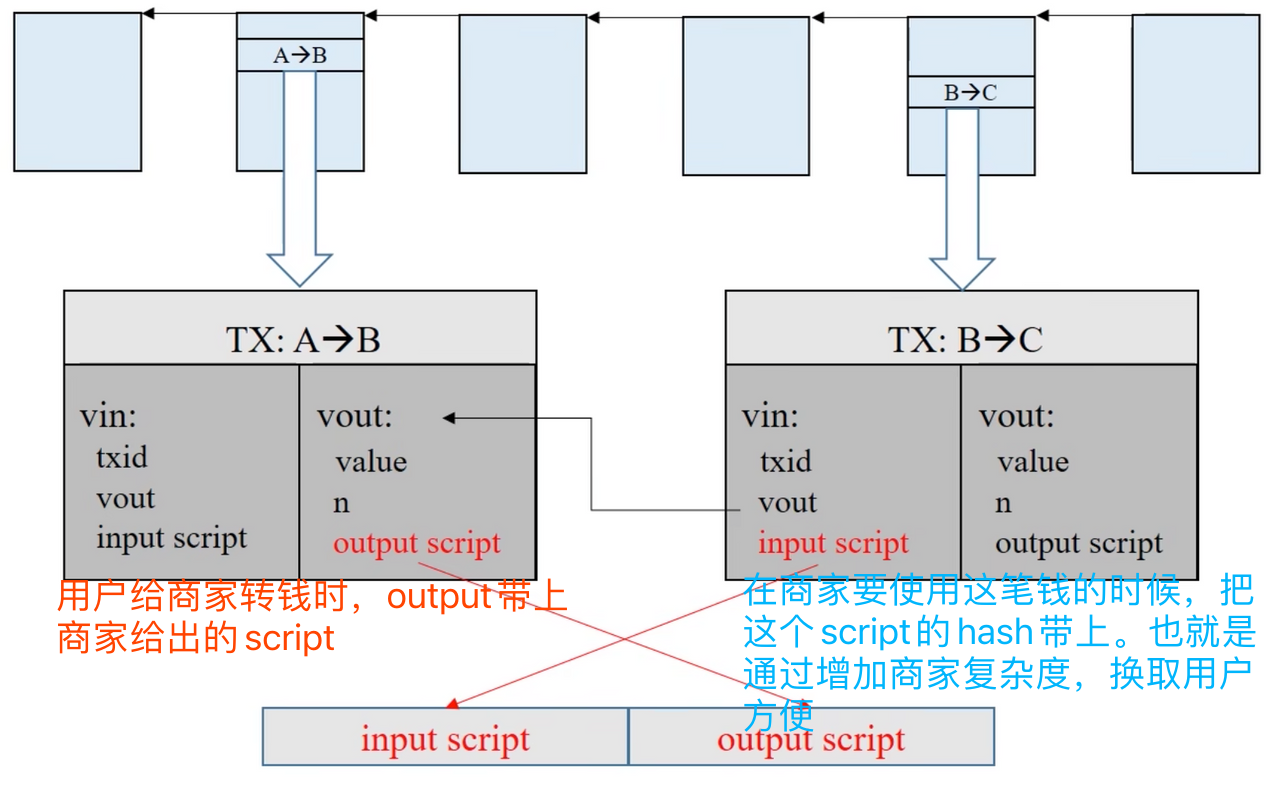 A→B
B→C
TX: A→B
vin:
txid
vout
input script
vout:
value
n
output script
TX: B→C
vin:
txid
vout
input script
vout:
value
n
output script
用户给商家转钱时，output带上
商家给出的script
在商家要使用这笔钱的时候，把
这个script的hash带上。也就是
通过增加商家复杂度，换取用户
方便
input script
output script